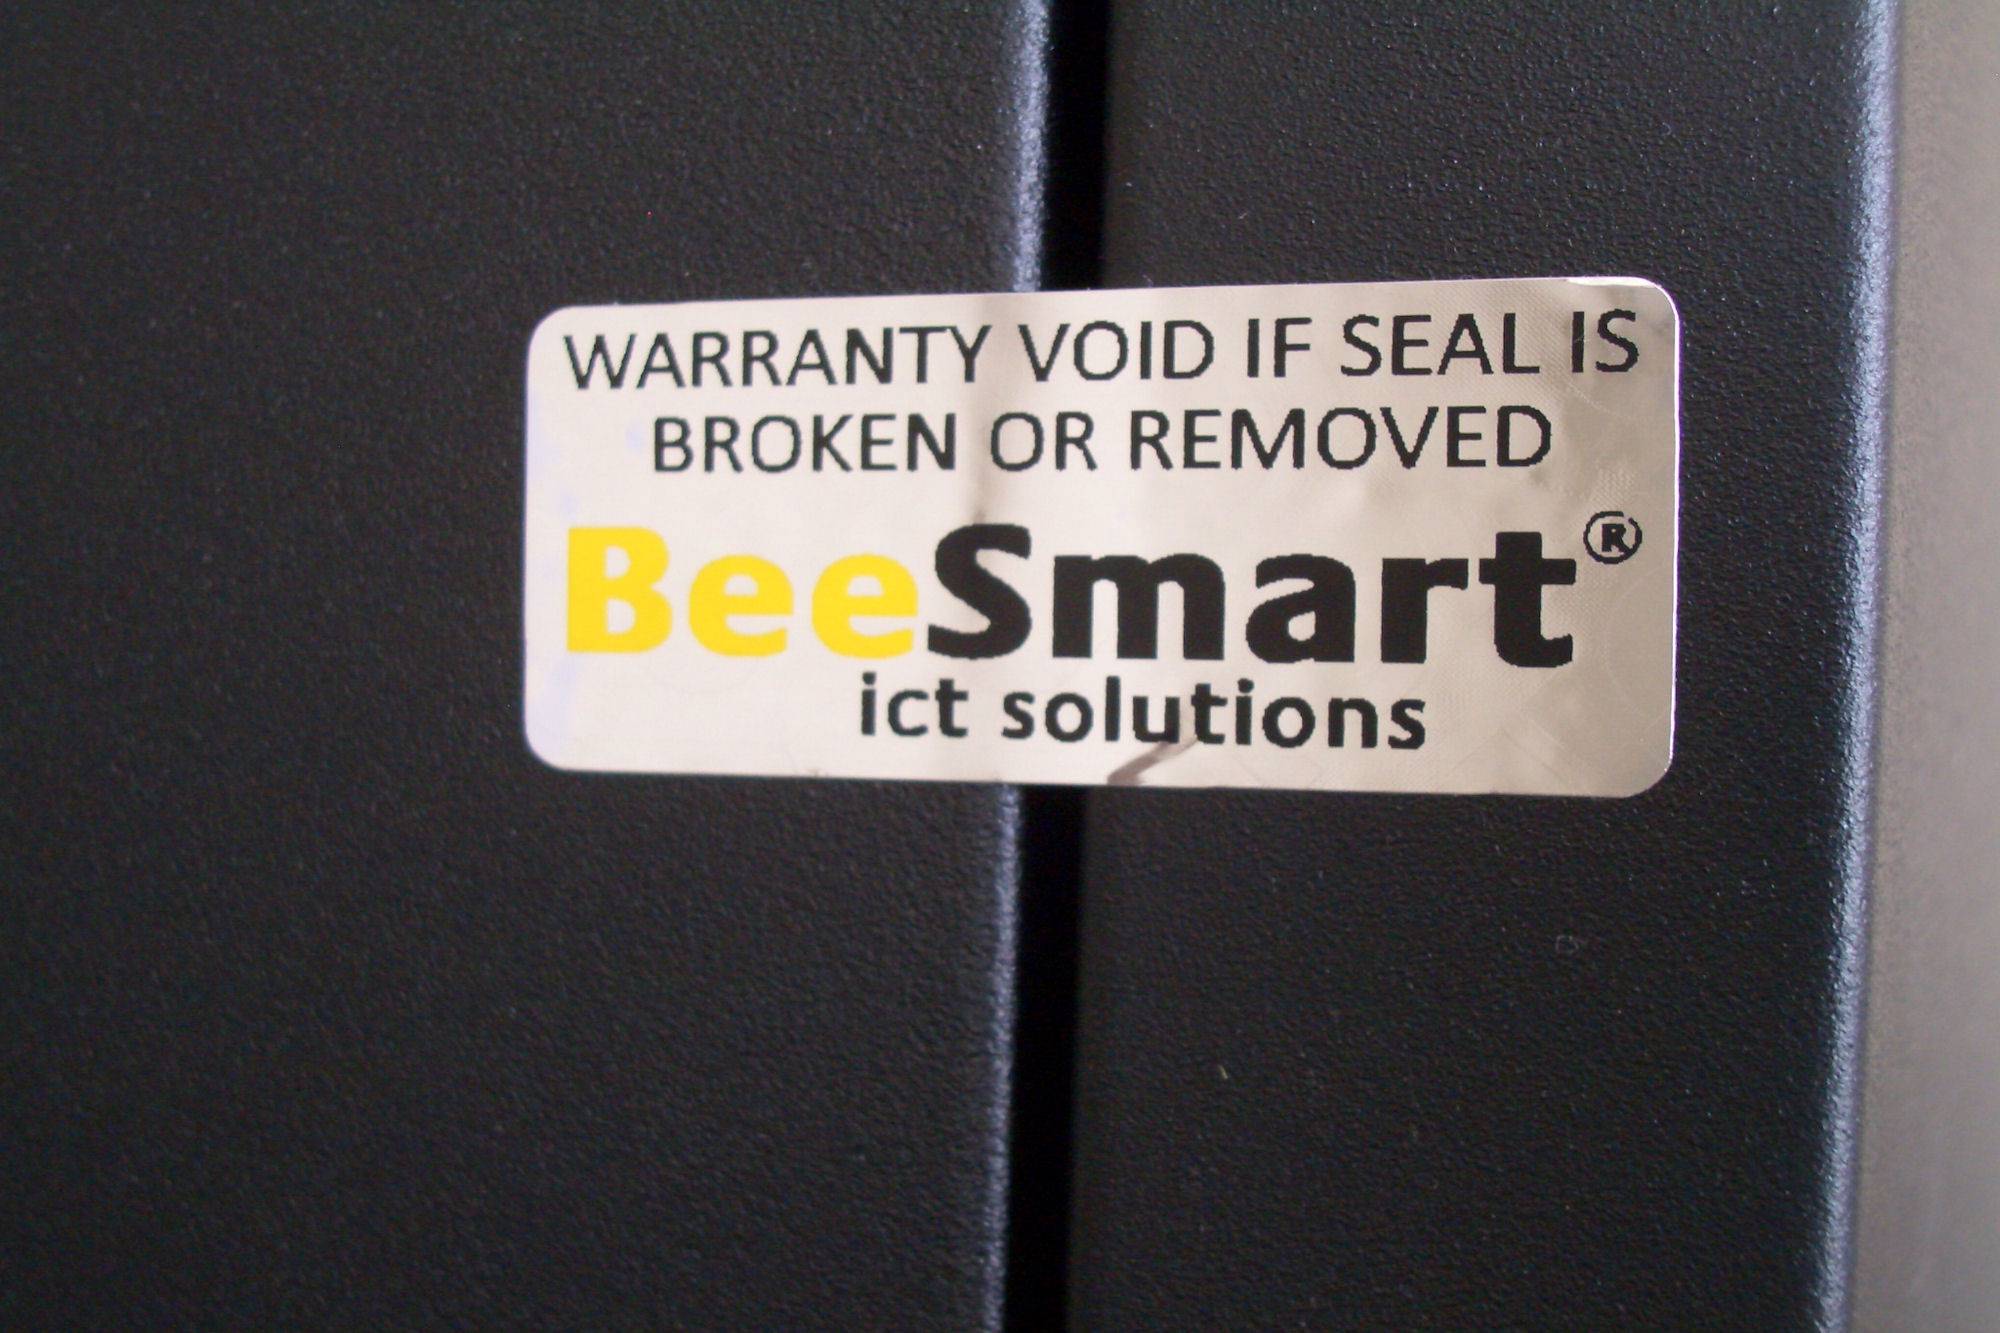 WARRANTY VOID IF SEAL IS
BROKEN OR REMOVED
BeeSmart®
ict solutions